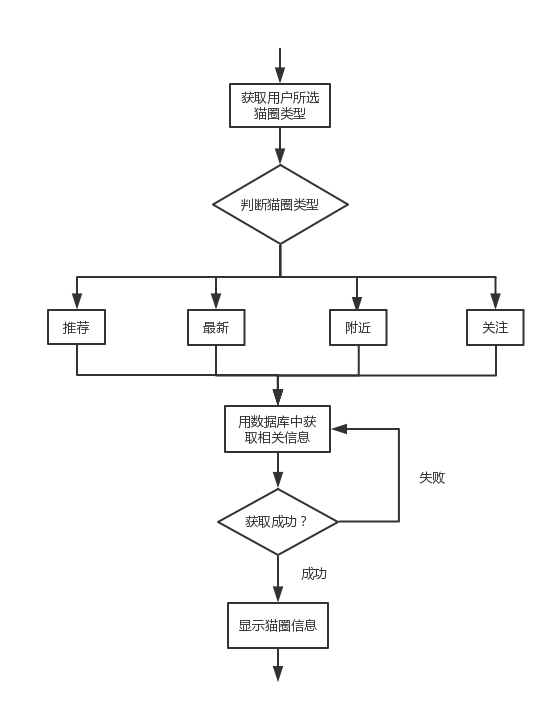 获取用户所选
猫圈类型
判断猫圈类型
推荐
最新
附近
关注
用数据库中获
取相关信息
失败
获取成功？
成功
显示猫圈信息